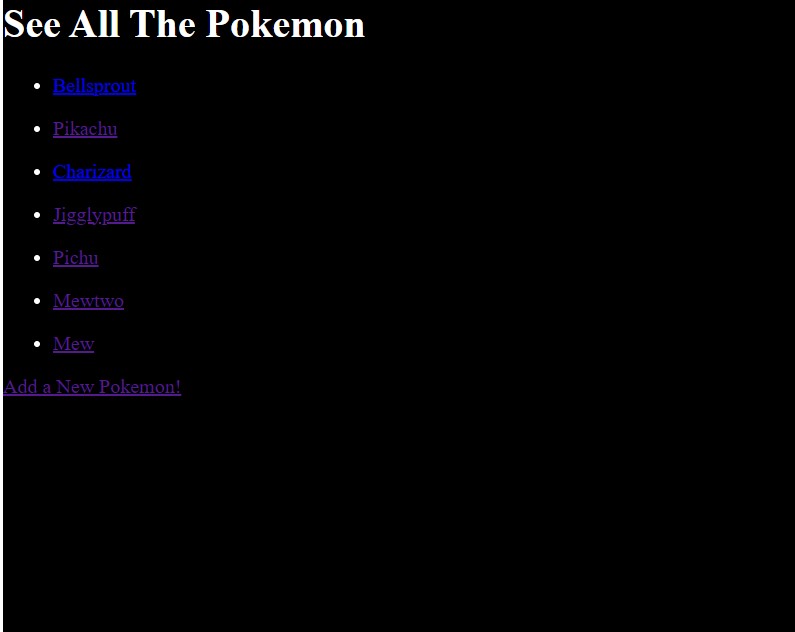 See All The Pokemon
Bellsprout
Pikachu
Charizard
Jigglypuff
Pichu
Mewtwo
Mew
Add a New Pokemon!